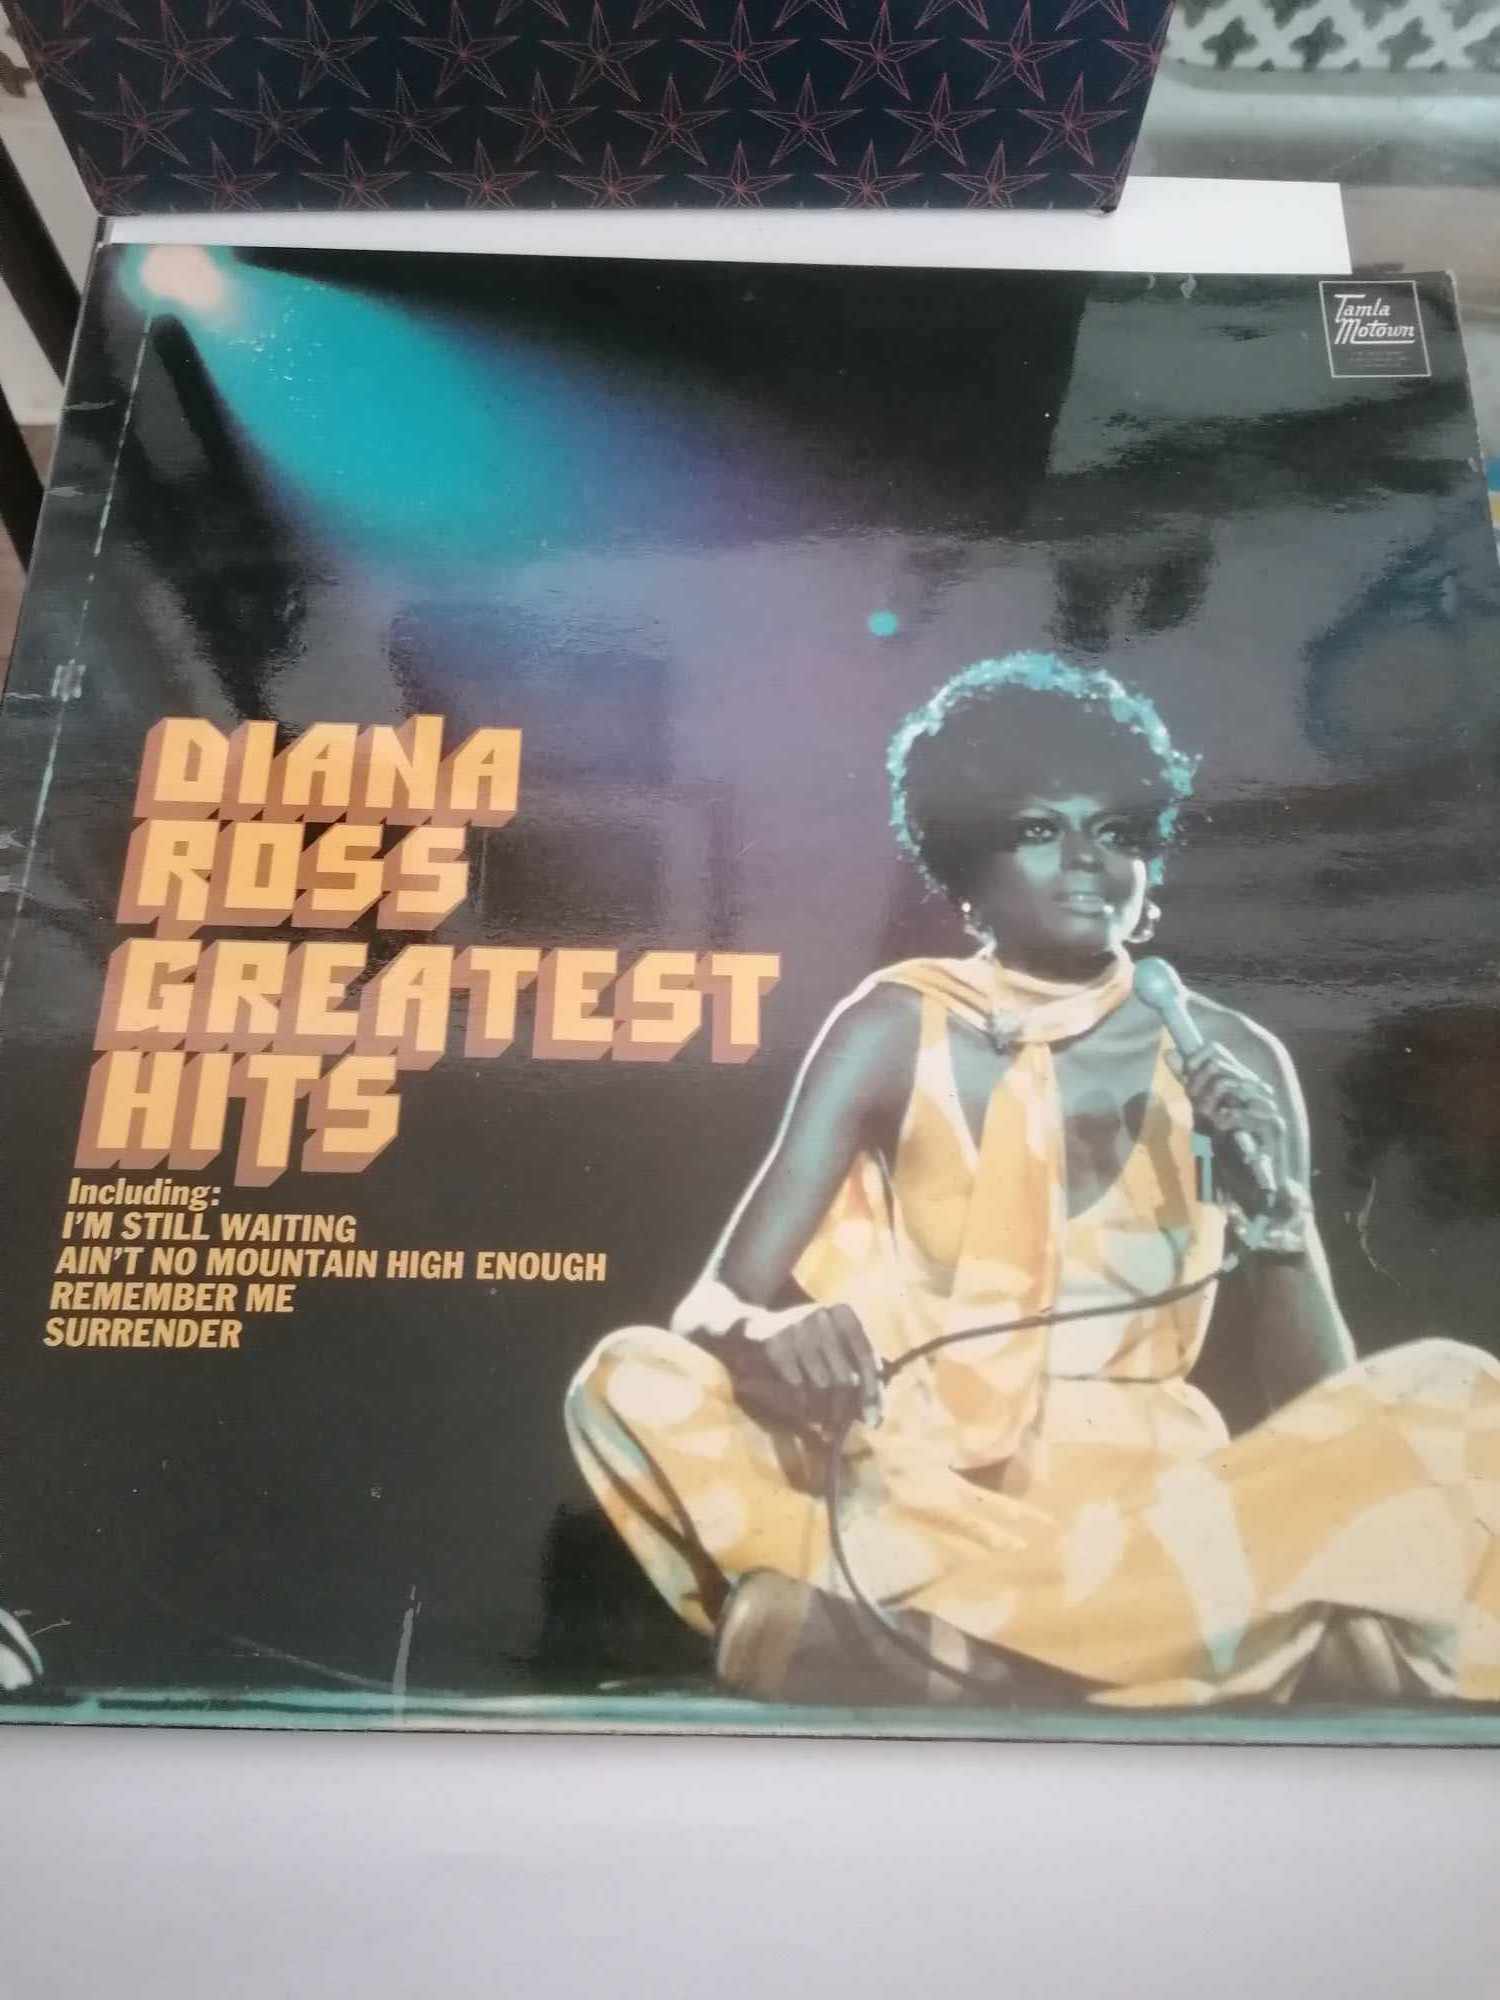 Tamla
Motown
DIANA
ROSS
GREATEST
HITS
Including:
I'M STILL WAITING
AIN'T NO MOUNTAIN HIGH ENOUGH
REMEMBER ME
SURRENDER